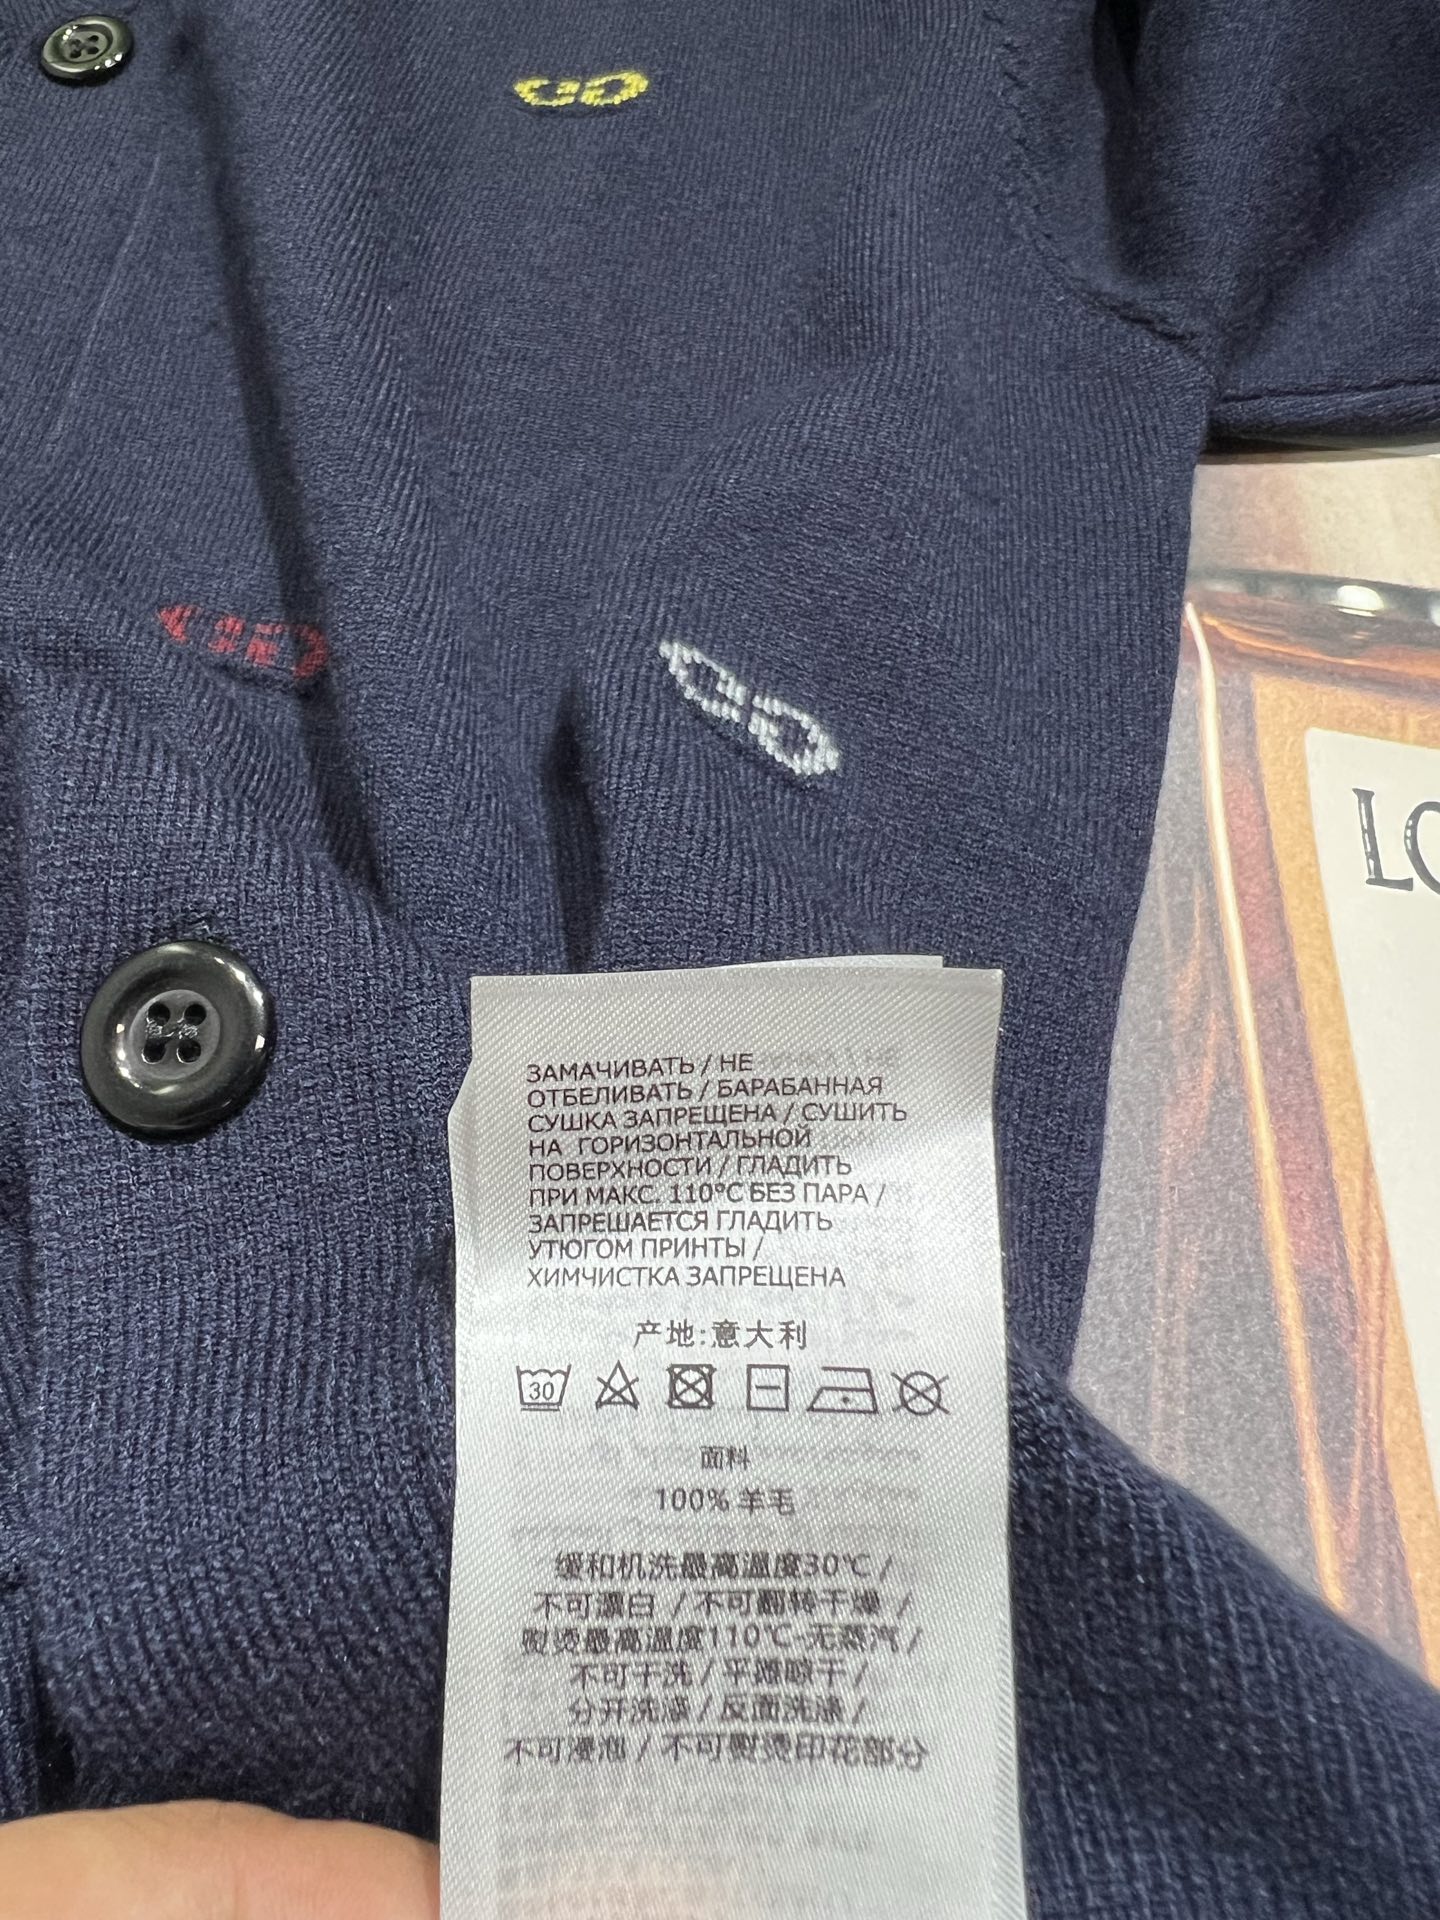 LO
ЗАМАЧИВАТЬ / НЕ
ОТБЕЛИВАТЬ / БАРАБАННАЯ
СУШКА ЗАПРЕЩЕНА / СУШИТЬ
НА ГОРИЗОНТАЛЬНОЙ
ПОВЕРХНОСТИ / ГЛАДИТЬ
ПРИ МАКС. 110°C БЕЗ ПАРА /
ЗАПРЕШАЕТСЯ ГЛАДИТЬ
УТЮГОМ ПРИНТЫ /
ХИМЧИСТКА ЗАПРЕЩЕНА
产地:意大利
30
面料
100% 羊毛
缓和机洗最高温度30℃ /
不可漂白 / 不可翻转干燥 /
熨烫最高温度110℃-无蒸汽 /
不可干洗 / 平摊晾干 /
分开洗涤 / 反面洗涤 /
不可浸泡 / 不可熨烫印花部分